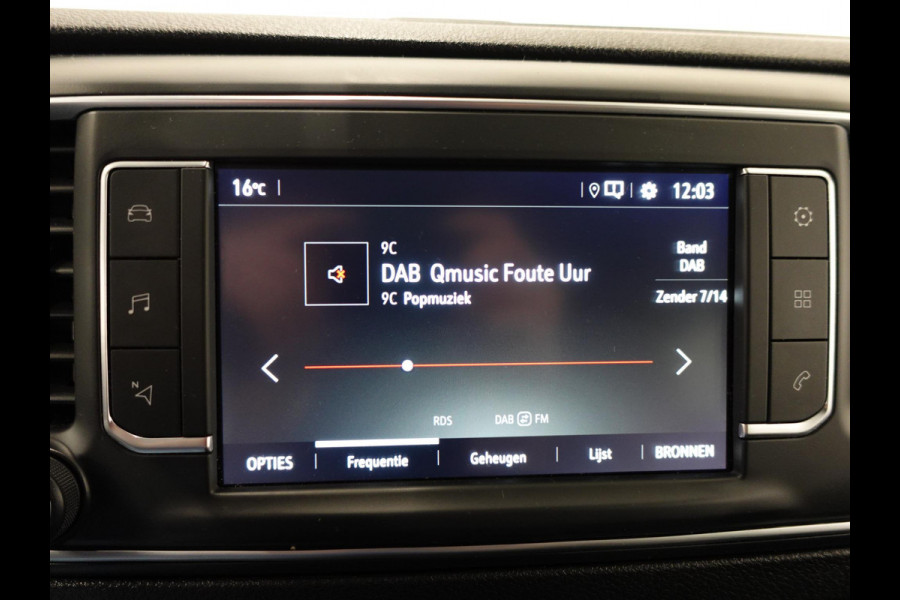 16°C
12:03
9C
DAB Qmusic Foute Uur
9C Popmuziek
Band
DAB
Zender 7/14
RDS
DAB FM
OPTIES
Frequentie
Geheugen
Lijst
BRONNEN
N